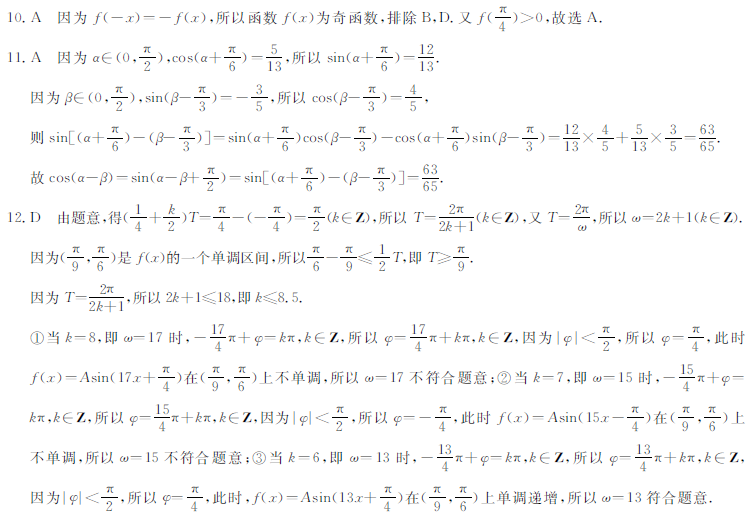 10. A 因为 f(-x)=-f(x),所以函数 f(x)为奇函数,排除 B,D. 又 f(π/4)>0,故选 A.
11. A 因为 α∈(0,π/2),cos(α+π/6)=5/13,所以 sin(α+π/6)=12/13.
因为 β∈(0,π/2),sin(β-π/3)=-3/5,所以 cos(β-π/3)=4/5,
则 sin[(α+π/6)-(β-π/3)]=sin(α+π/6)cos(β-π/3)-cos(α+π/6)sin(β-π/3)=12/13×4/5+5/13×3/5=63/65.
故 cos(α-β)=sin(α-β+π/2)=sin[(α+π/6)-(β-π/3)]=63/65.
12. D 由题意,得(1/4+k/2)T=π/4-(-π/4)=π/2(k∈Z),所以 T=2π/(2k+1)(k∈Z),又 T=2π/ω,所以 ω=2k+1(k∈Z).
因为(π/9,π/6)是 f(x)的一个单调区间,所以π/6-π/9≤1/2T,即 T≥π/9.
因为 T=2π/(2k+1),所以 2k+1≤18,即 k≤8.5.
①当 k=8,即 ω=17 时,-17/4π+φ=kπ,k∈Z,所以 φ=17/4π+kπ,k∈Z,因为|φ|<π/2,所以 φ=π/4,此时
f(x)=Asin(17x+π/4)在(π/9,π/6)上不单调,所以 ω=17 不符合题意;②当 k=7,即 ω=15 时,-15/4π+φ=
kπ,k∈Z,所以 φ=15/4π+kπ,k∈Z,因为|φ|<π/2,所以 φ=-π/4,此时 f(x)=Asin(15x-π/4)在(π/9,π/6)上
不单调,所以 ω=15 不符合题意;③当 k=6,即 ω=13 时,-13/4π+φ=kπ,k∈Z,所以 φ=13/4π+kπ,k∈Z,
因为|φ|<π/2,所以 φ=π/4,此时,f(x)=Asin(13x+π/4)在(π/9,π/6)上单调递增,所以 ω=13 符合题意.